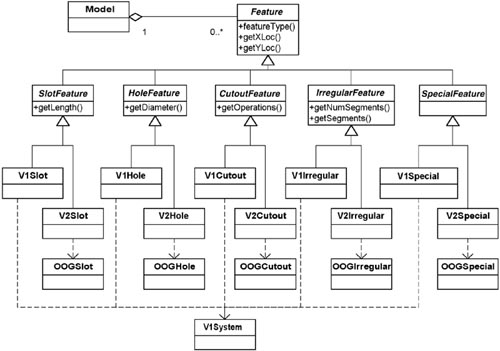 Model
Feature
1
0..*
+featureType()
+getXLoc()
+getYLoc()
SlotFeature
+getLength()
HoleFeature
+getDiameter()
CutoutFeature
+getOperations()
IrregularFeature
+getNumSegments()
+getSegments()
SpecialFeature
V1Slot
V1Hole
V1Cutout
V1Irregular
V1Special
V2Slot
V2Hole
V2Cutout
V2Irregular
V2Special
OOGSlot
OOGHole
OOGCutout
OOGIrregular
OOGSpecial
V1System